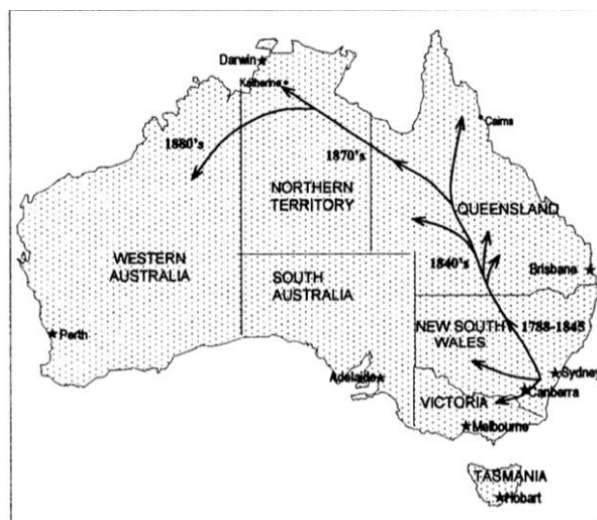 Darwin
Katherine
1880's
Cairns
1870's
NORTHERN
TERRITORY
QUEENSLAND
WESTERN
AUSTRALIA
1840's
SOUTH
AUSTRALIA
Brisbane
1788-1845
NEW SOUTH
WALES
Perth
Adelaide
Sydney
Canberra
VICTORIA
Melbourne
TASMANIA
Hobart